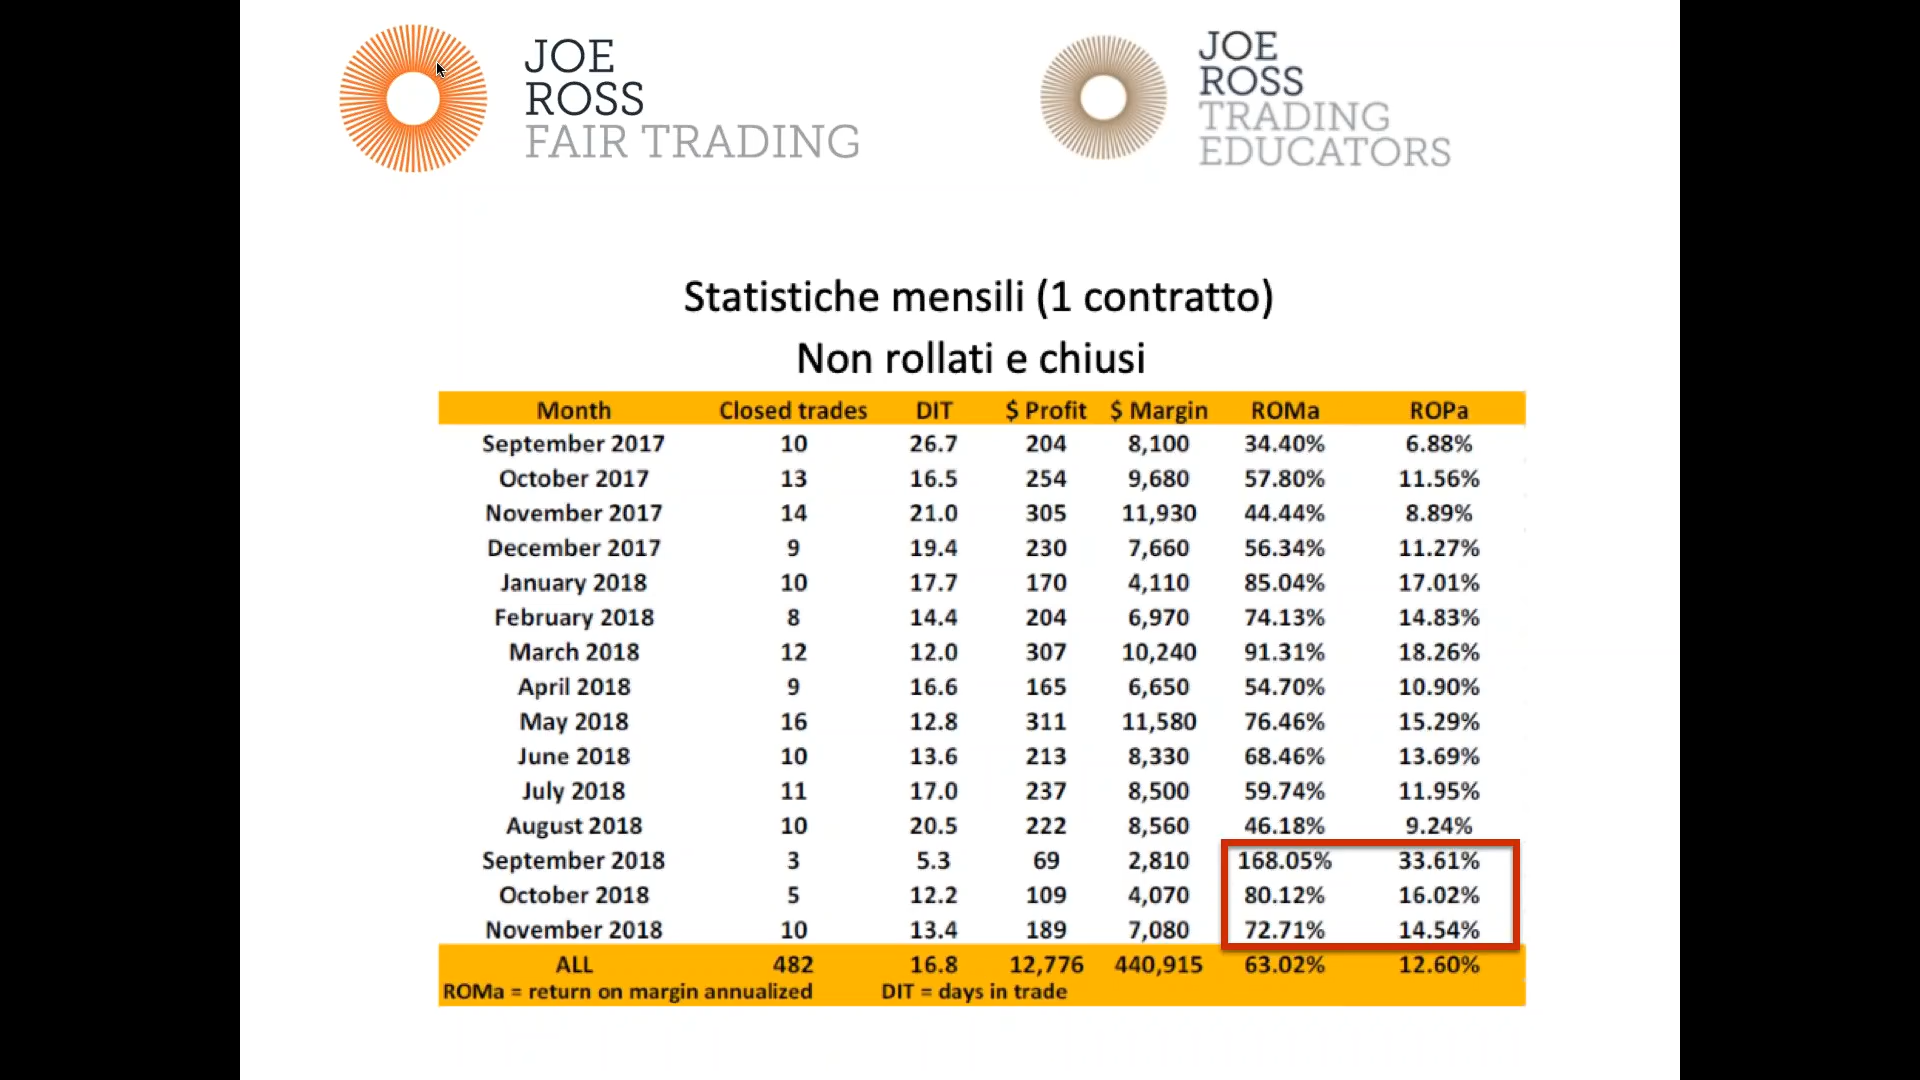 JOE
ROSS
FAIR TRADING
JOE
ROSS
TRADING
EDUCATORS
Statistiche mensili (1 contratto)
Non rollati e chiusi
Month Closed trades DIT $ Profit $ Margin ROMa ROPa
September 2017 10 26.7 204 8,100 34.40% 6.88%
October 2017 13 16.5 254 9,680 57.80% 11.56%
November 2017 14 21.0 305 11,930 44.44% 8.89%
December 2017 9 19.4 230 7,660 56.34% 11.27%
January 2018 10 17.7 170 4,110 85.04% 17.01%
February 2018 8 14.4 204 6,970 74.13% 14.83%
March 2018 12 12.0 307 10,240 91.31% 18.26%
April 2018 9 16.6 165 6,650 54.70% 10.90%
May 2018 16 12.8 311 11,580 76.46% 15.29%
June 2018 10 13.6 213 8,330 68.46% 13.69%
July 2018 11 17.0 237 8,500 59.74% 11.95%
August 2018 10 20.5 222 8,560 46.18% 9.24%
September 2018 3 5.3 69 2,810 168.05% 33.61%
October 2018 5 12.2 109 4,070 80.12% 16.02%
November 2018 10 13.4 189 7,080 72.71% 14.54%
ALL 482 16.8 12,776 440,915 63.02% 12.60%
ROMa = return on margin annualized DIT = days in trade